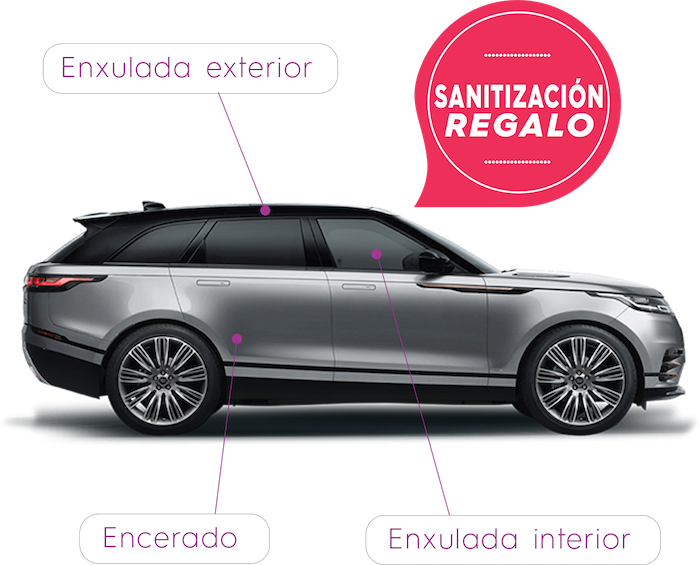 Enxulada exterior
SANITIZACIÓN
REGALO
Encerado
Enxulada interior